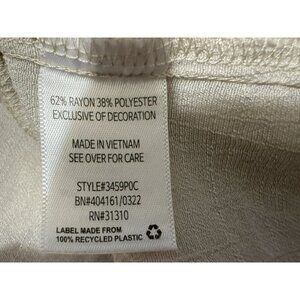 62% RAYON 38% POLYESTER
EXCLUSIVE OF DECORATION
MADE IN VIETNAM
SEE OVER FOR CARE
STYLE#3459P0C
BN#404161/0322
RN#31310
LABEL MADE FROM
100% RECYCLED PLASTIC